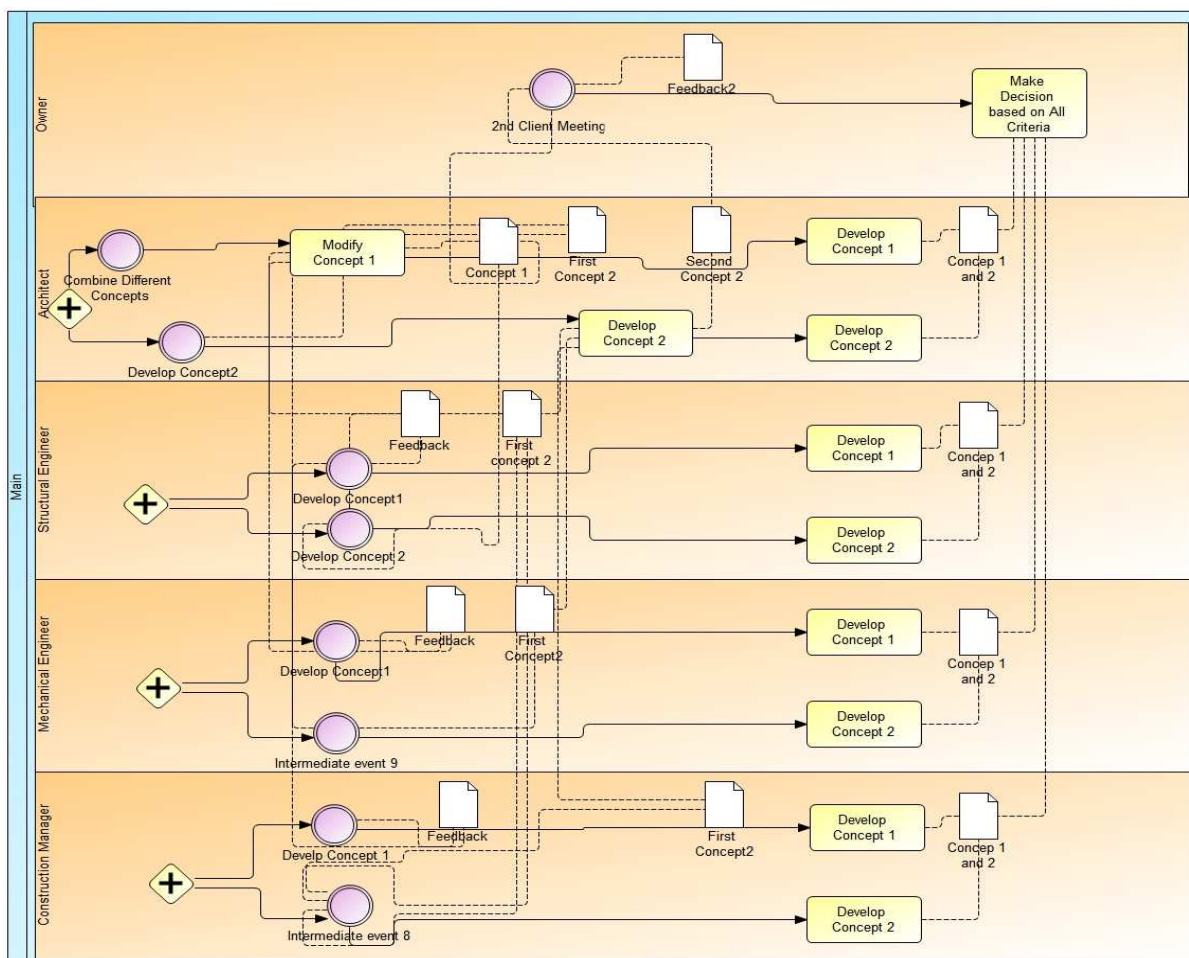 Main
Owner
Feedback2
2nd Client Meeting
Make
Decision
based on All
Criteria
Architect
Combine Different
Concepts
Modify
Concept 1
Concept 1
First
Concept 2
Second
Concept 2
Develop
Concept 1
Concep 1
and 2
Develop Concept2
Develop
Concept 2
Develop
Concept 2
Structural Engineer
Feedback
First
concept 2
Develop Concept1
Develop Concept 2
Develop
Concept 1
Concep 1
and 2
Develop
Concept 2
Mechanical Engineer
Feedback
First
Concept2
Develop Concept1
Develop
Concept 1
Concep 1
and 2
Intermediate event 9
Develop
Concept 2
Construction Manager
Feedback
First
Concept2
Develp Concept 1
Develop
Concept 1
Concep 1
and 2
Intermediate event 8
Develop
Concept 2